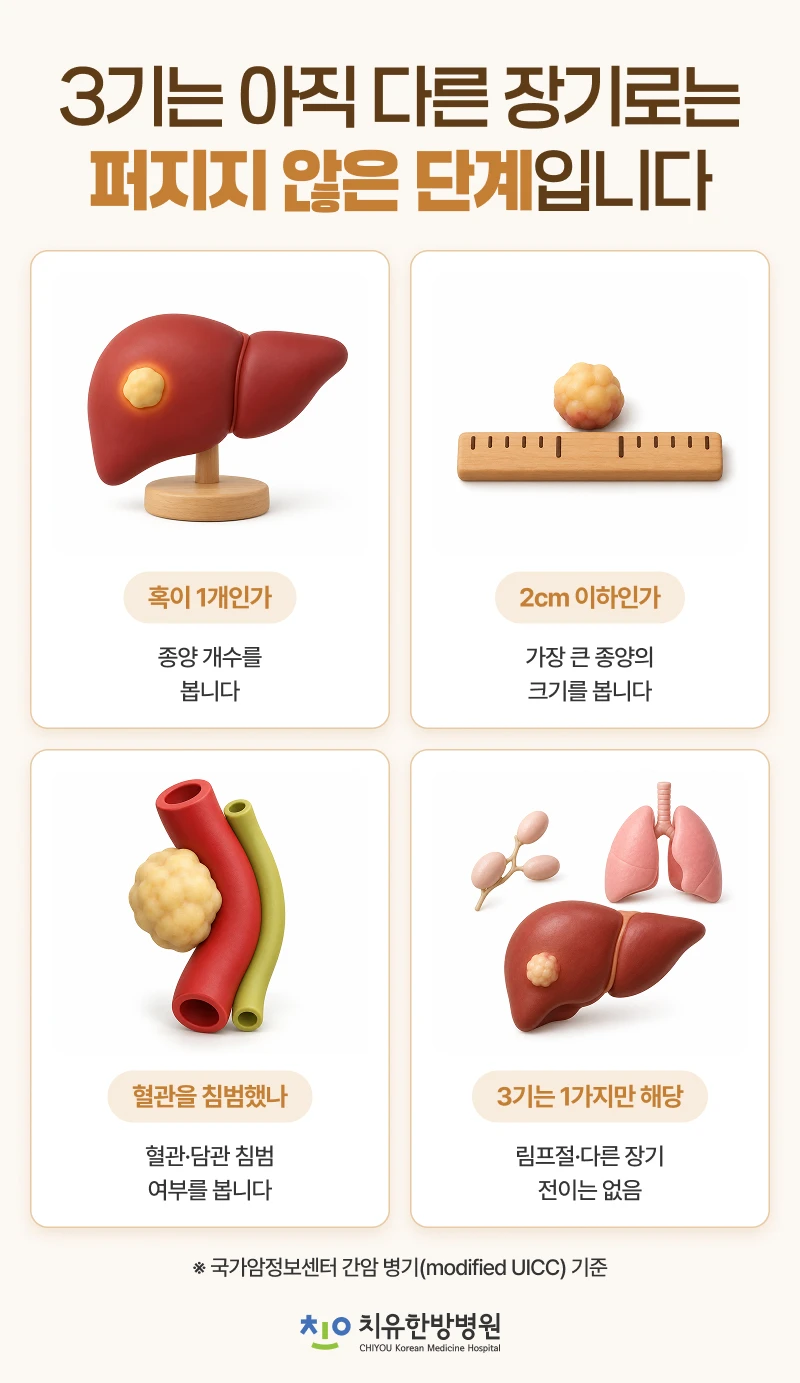 3기는 아직 다른 장기로는
퍼지지 않은 단계입니다
혹이 1개인가
종양 개수를
봅니다
2cm 이하인가
가장 큰 종양의
크기를 봅니다
혈관을 침범했나
혈관·담관 침범
여부를 봅니다
3기는 1가지만 해당
림프절·다른 장기
전이는 없음
※ 국가암정보센터 간암 병기(modified UICC) 기준
치유 치유한방병원
CHIYOU Korean Medicine Hospital